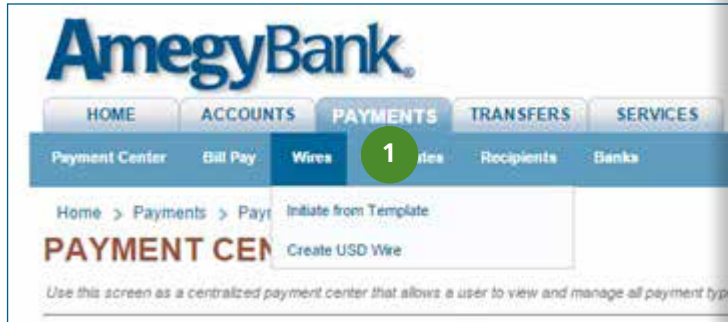 AmegyBank®
HOME ACCOUNTS PAYMENTS TRANSFERS SERVICES
Payment Center Bill Pay Wires 1 Recipients Banks
Home > Payments >
Initiate from Template
PAYMENT
Create USD Wire
Use this screen as a centralized payment center that allows a user to view and manage all payment